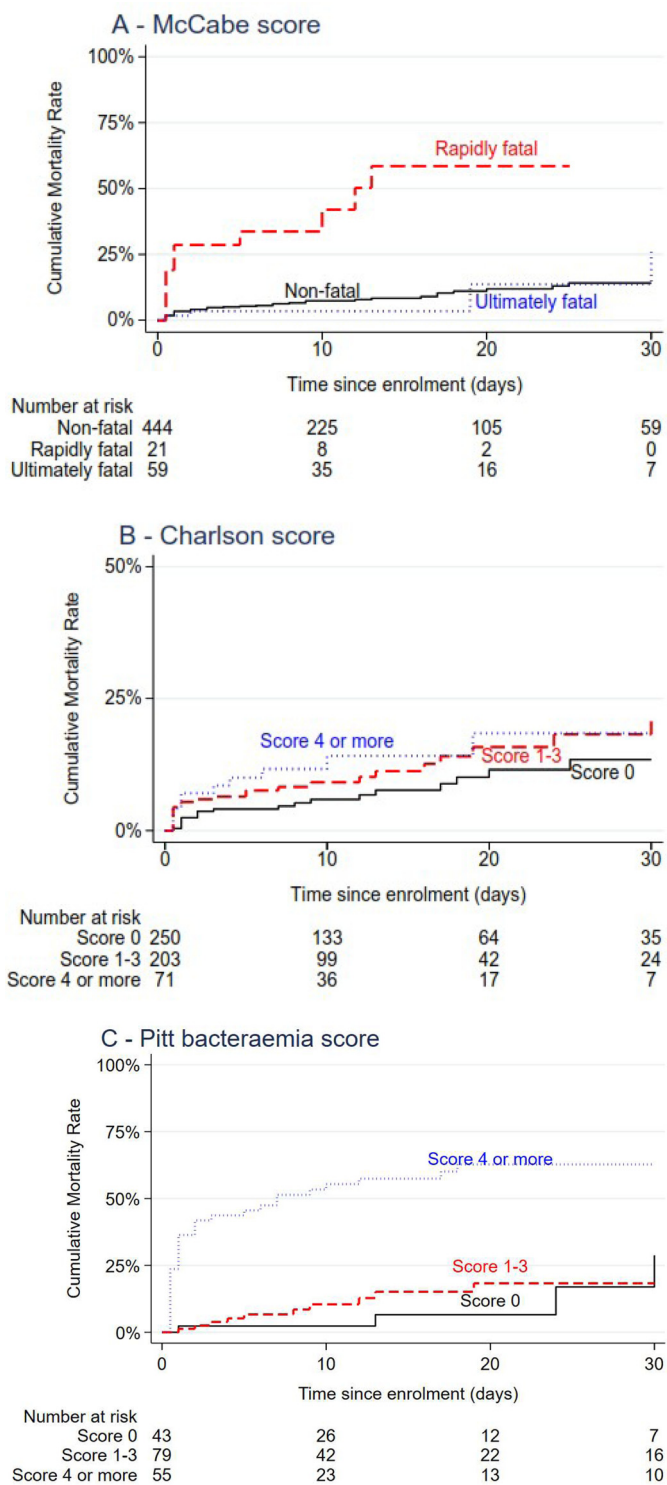 A - McCabe score
100%
75%
50%
25%
0%
Cumulative Mortality Rate
Rapidly fatal
Non-fatal
Ultimately fatal
0 10 20 30
Time since enrolment (days)
Number at risk
Non-fatal 444 225 105 59
Rapidly fatal 21 8 2 0
Ultimately fatal 59 35 16 7
B - Charlson score
50%
25%
0%
Cumulative Mortality Rate
Score 4 or more
Score 1-3
Score 0
0 10 20 30
Time since enrolment (days)
Number at risk
Score 0 250 133 64 35
Score 1-3 203 99 42 24
Score 4 or more 71 36 17 7
C - Pitt bacteraemia score
100%
75%
50%
25%
0%
Cumulative Mortality Rate
Score 4 or more
Score 1-3
Score 0
0 10 20 30
Time since enrolment (days)
Number at risk
Score 0 43 26 12 7
Score 1-3 79 42 22 16
Score 4 or more 55 23 13 10